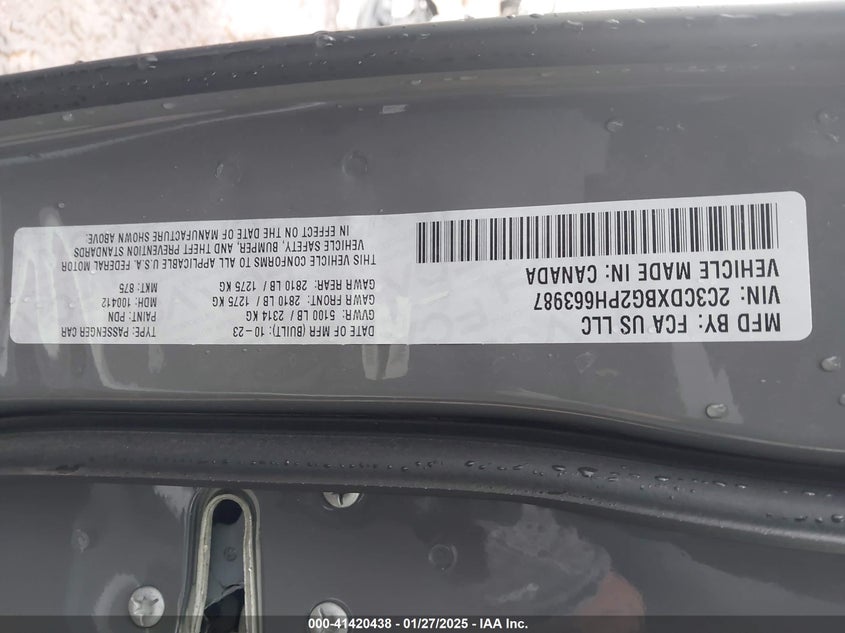 MFD BY: FCA US LLC
VIN: 2C3CDXBG2PH663987
VEHICLE MADE IN: CANADA
DATE OF MFR (BUILT): 10-23
GVWR: 5100 LB / 2314 KG
GAWR FRONT: 2810 LB / 1275 KG
GAWR REAR: 2810 LB / 1275 KG
TYPE: PASSENGER CAR
PAINT: PDN
MDH: 100412
MKT: 875
THIS VEHICLE CONFORMS TO ALL APPLICABLE U.S.A. FEDERAL MOTOR
VEHICLE SAFETY, BUMPER, AND THEFT PREVENTION STANDARDS
IN EFFECT ON THE DATE OF MANUFACTURE SHOWN ABOVE:
000-41420438 - 01/27/2025 - IAA Inc.